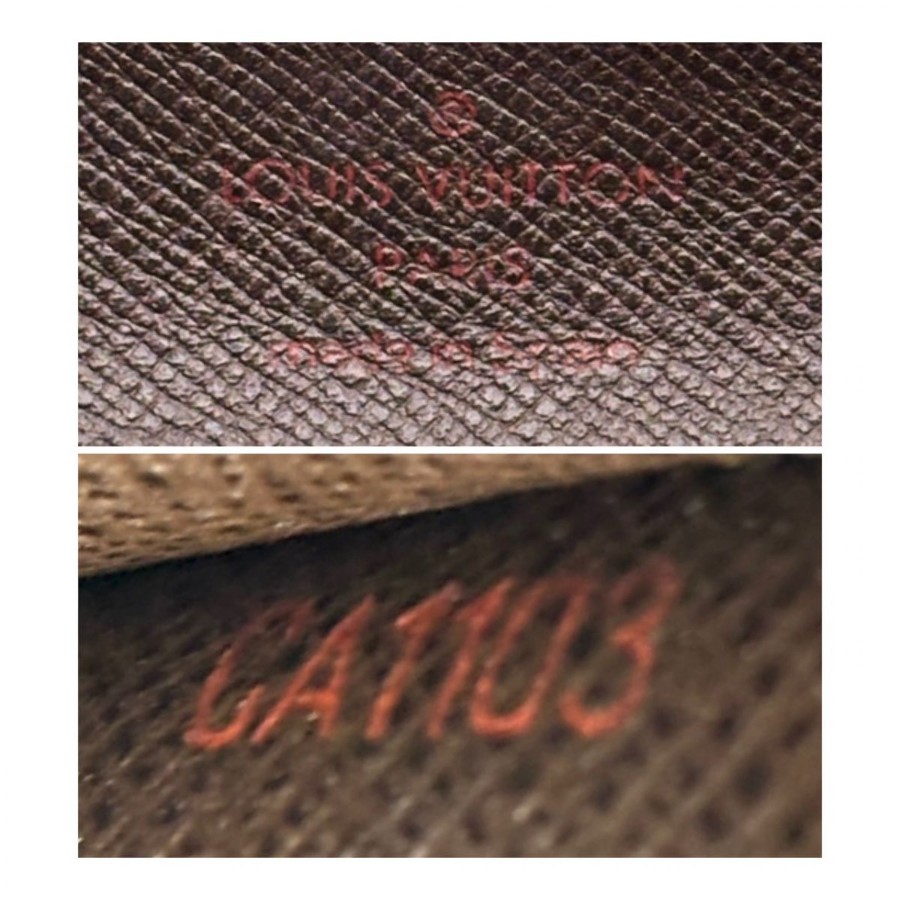 ®
LOUIS VUITTON
PARIS
made in Spain
CA1103